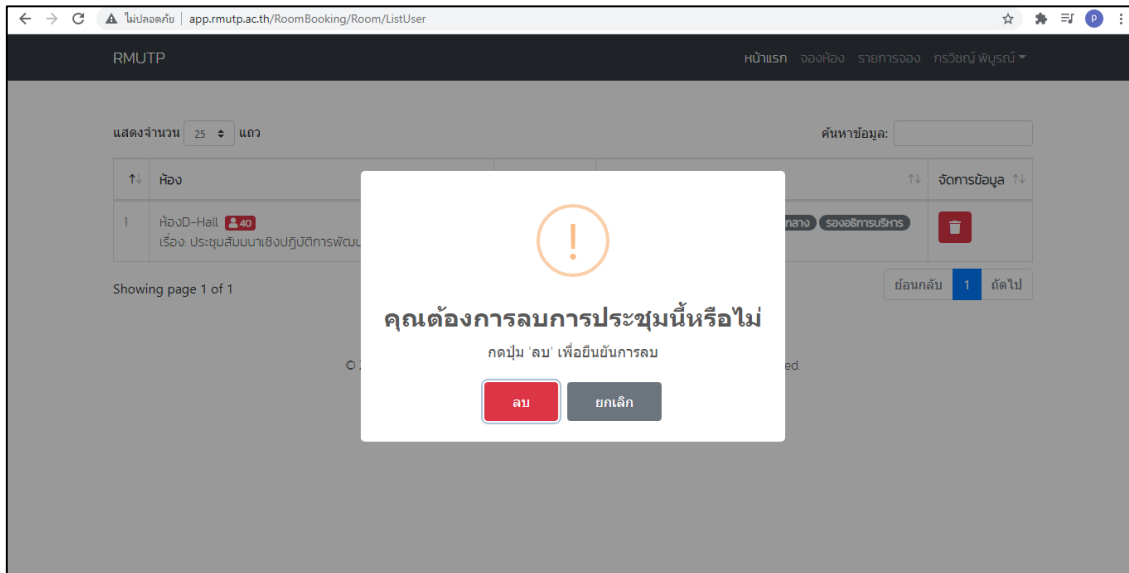 ไม่ปลอดภัย | app.rmutp.ac.th/RoomBooking/Room/ListUser
P
RMUTP หน้าแรก จองห้อง รายการจอง กรวิชญ์ พิบูรณ์
แสดงจำนวน 25 แถว ค้นหาข้อมูล:
ห้อง จัดการข้อมูล
1 ห้องD-Hall 40 กลาง รองอธิการบริหาร
เรื่อง: ประชุมสัมมนาเชิงปฏิบัติการพัฒน
!
Showing page 1 of 1 ย้อนกลับ 1 ถัดไป
คุณต้องการลบการประชุมนี้หรือไม่
กดปุ่ม 'ลบ' เพื่อยืนยันการลบ
© ed.
ลบ ยกเลิก